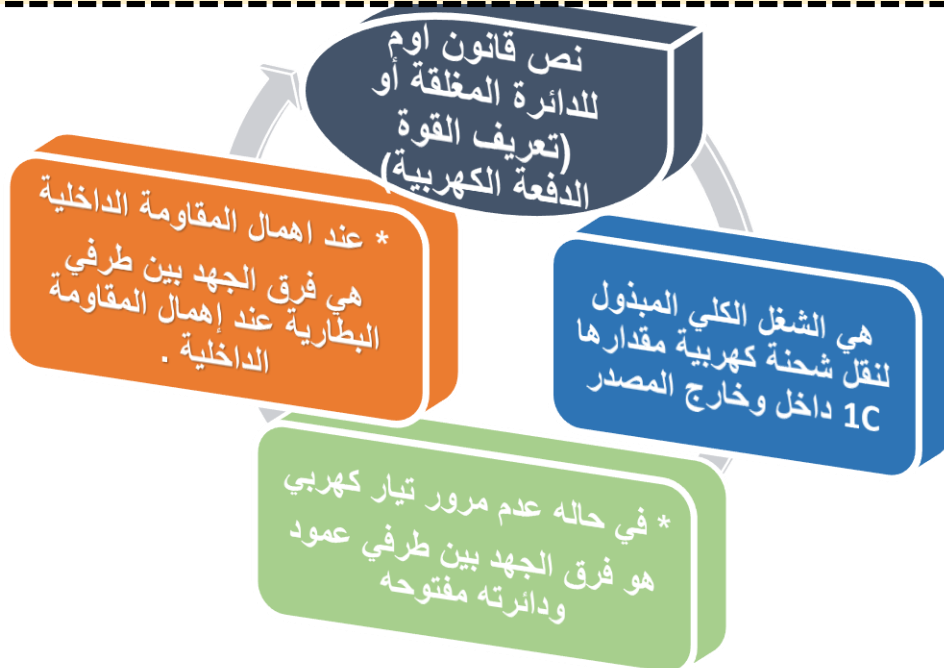 نص قانون اوم
للدائرة المغلقة أو
(تعريف القوة
الدفعة الكهربية)
هي الشغل الكلي المبذول
لنقل شحنة كهربية مقدارها
1C داخل وخارج المصدر
* في حاله عدم مرور تيار كهربي
هو فرق الجهد بين طرفي عمود
ودائرته مفتوحه
* عند اهمال المقاومة الداخلية
هي فرق الجهد بين طرفي
البطارية عند إهمال المقاومة
الداخلية .